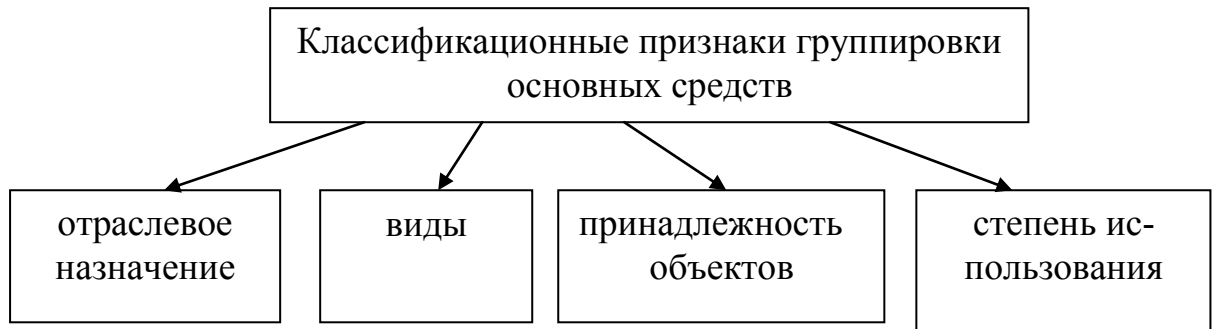 Классификационные признаки группировки
основных средств
отраслевое
назначение
виды
принадлежность
объектов
степень ис-
пользования